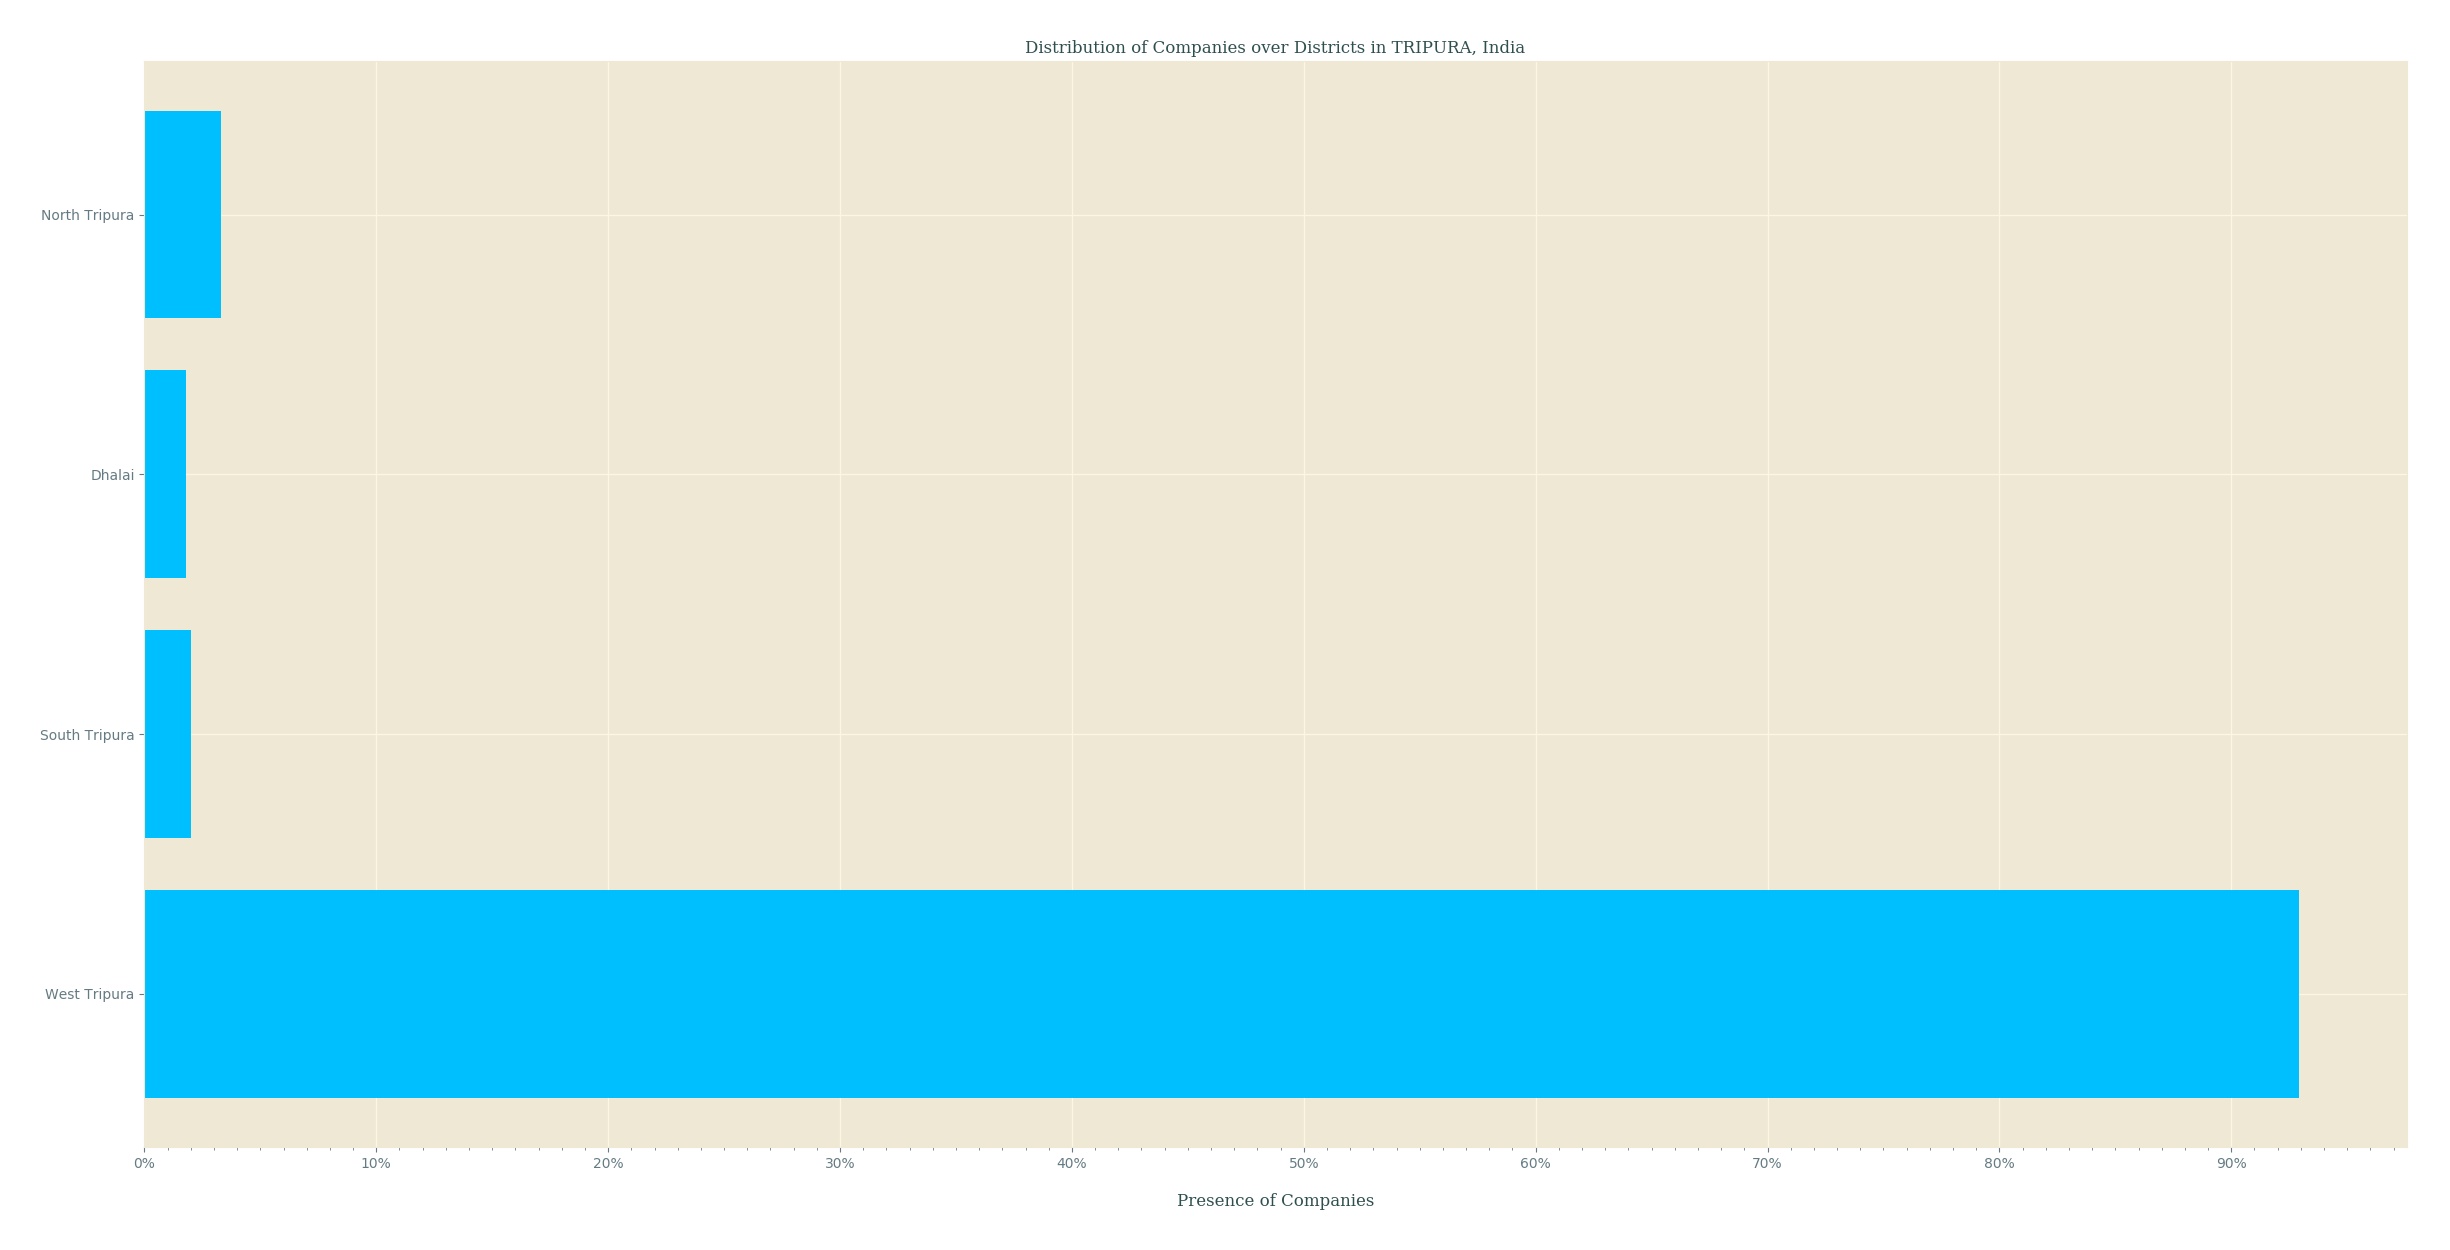 Distribution of Companies over Districts in TRIPURA, India
North Tripura
Dhalai
South Tripura
West Tripura
0% 10% 20% 30% 40% 50% 60% 70% 80% 90%
Presence of Companies